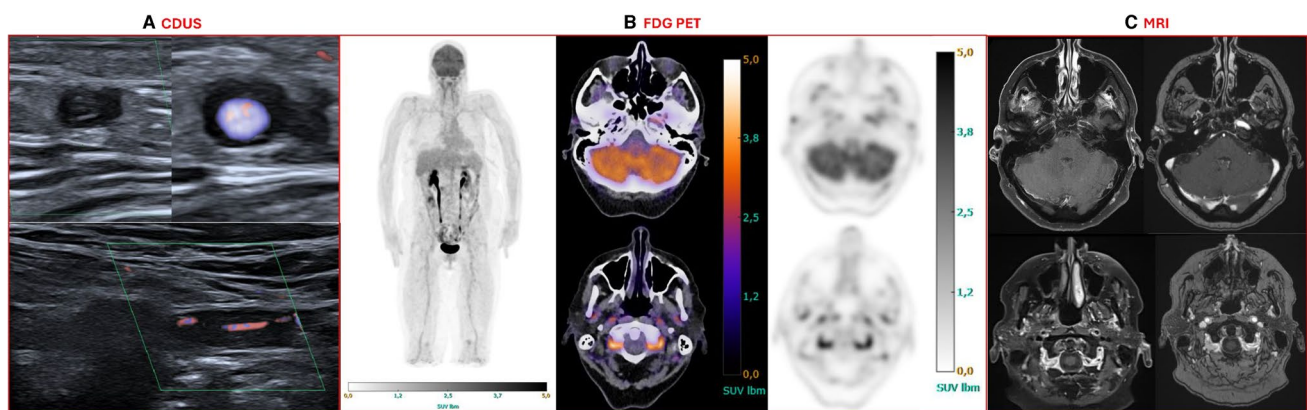 A CDUS
B FDG PET
C MRI
5,0
3,8
2,5
1,2
0,0
SUV lbm
5,0
3,8
2,5
1,2
0,0
SUV lbm
0,0 1,2 2,5 3,7 5,0
SUV lbm